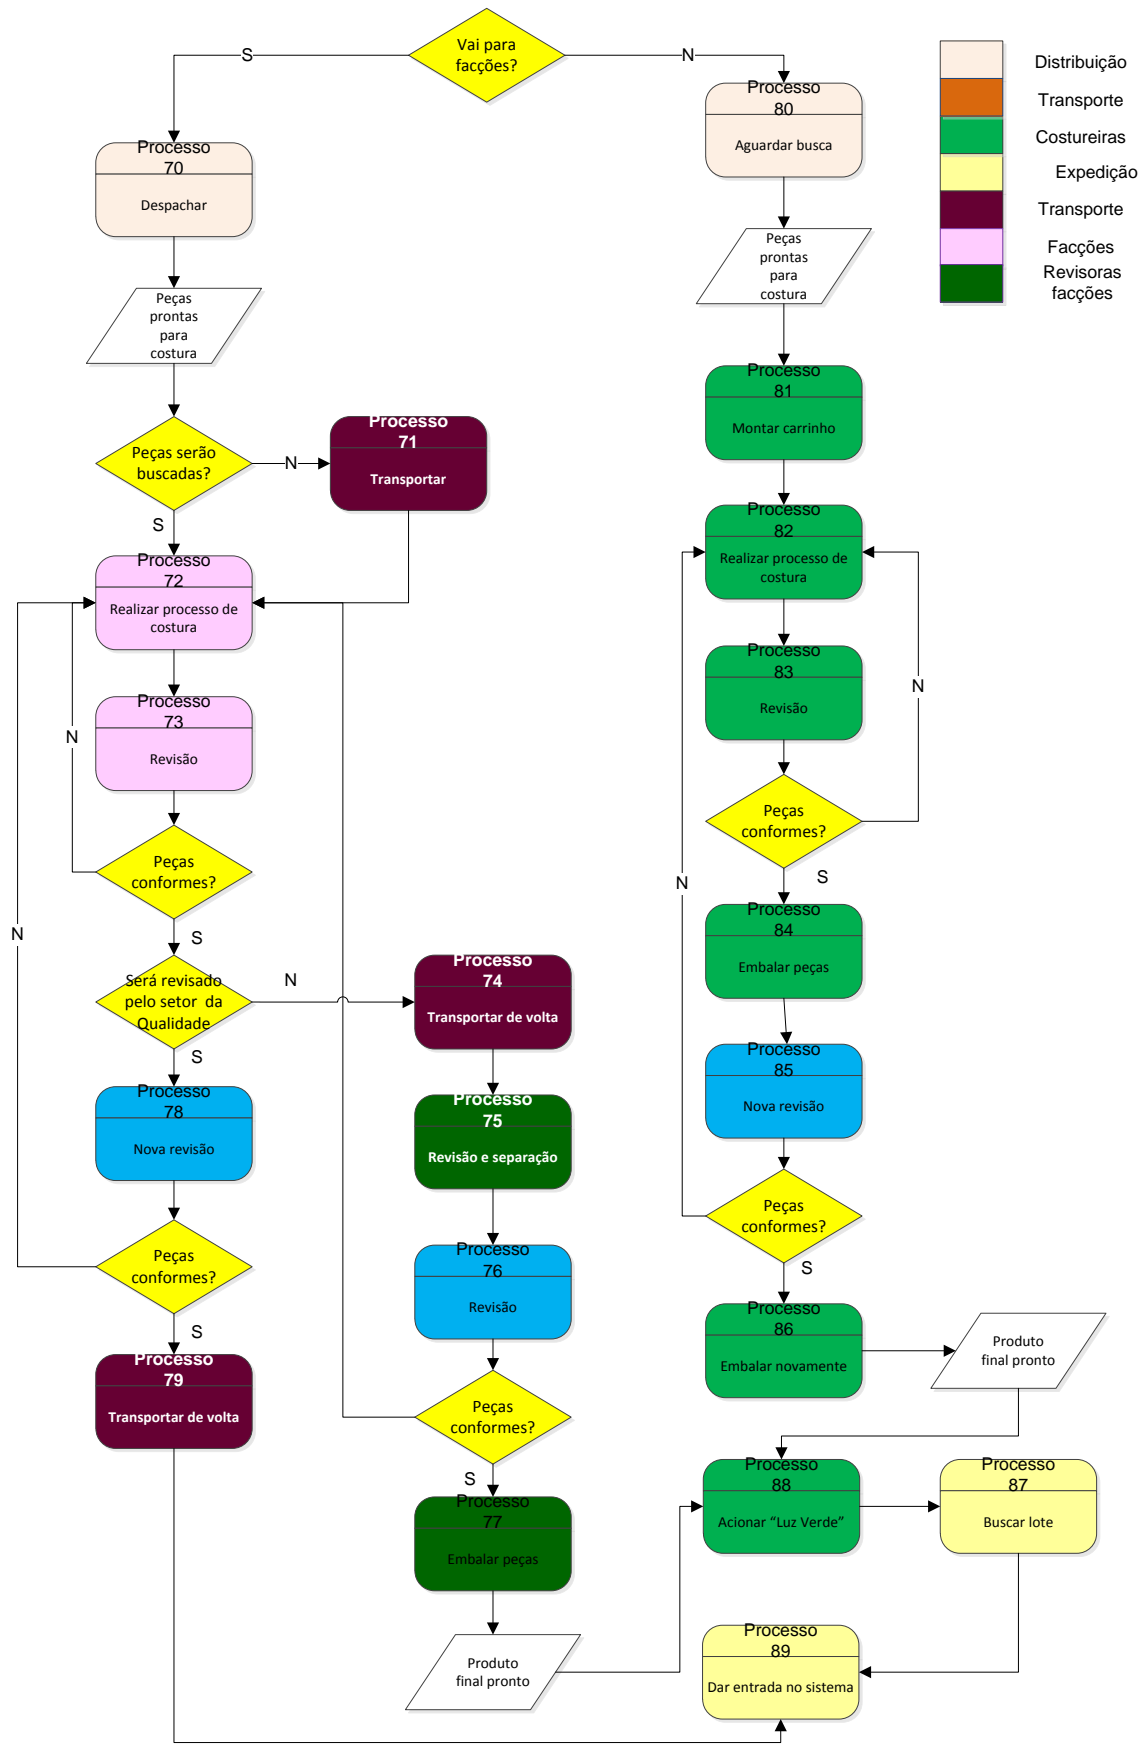 Vai para
facções?
S
N
Distribuição
Transporte
Costureiras
Expedição
Transporte
Facções
Revisoras
facções
Processo
80
Aguardar busca
Processo
70
Despachar
Peças
prontas
para
costura
Peças
prontas
para
costura
Processo
81
Montar carrinho
Peças serão
buscadas?
N
S
Processo
71
Transportar
Processo
82
Realizar processo de
costura
Processo
72
Realizar processo de
costura
Processo
83
Revisão
N
Processo
73
Revisão
N
Peças
conformes?
S
Peças
conformes?
S
N
N
Processo
84
Embalar peças
Será revisado
pelo setor  da
Qualidade
N
S
Processo
74
Transportar de volta
Processo
85
Nova revisão
Processo
78
Nova revisão
Processo
75
Revisão e separação
Peças
conformes?
S
Peças
conformes?
S
Processo
76
Revisão
Processo
86
Embalar novamente
Produto
final pronto
Processo
79
Transportar de volta
Peças
conformes?
S
Processo
88
Acionar “Luz Verde”
Processo
87
Buscar lote
Processo
77
Embalar peças
Produto
final pronto
Processo
89
Dar entrada no sistema